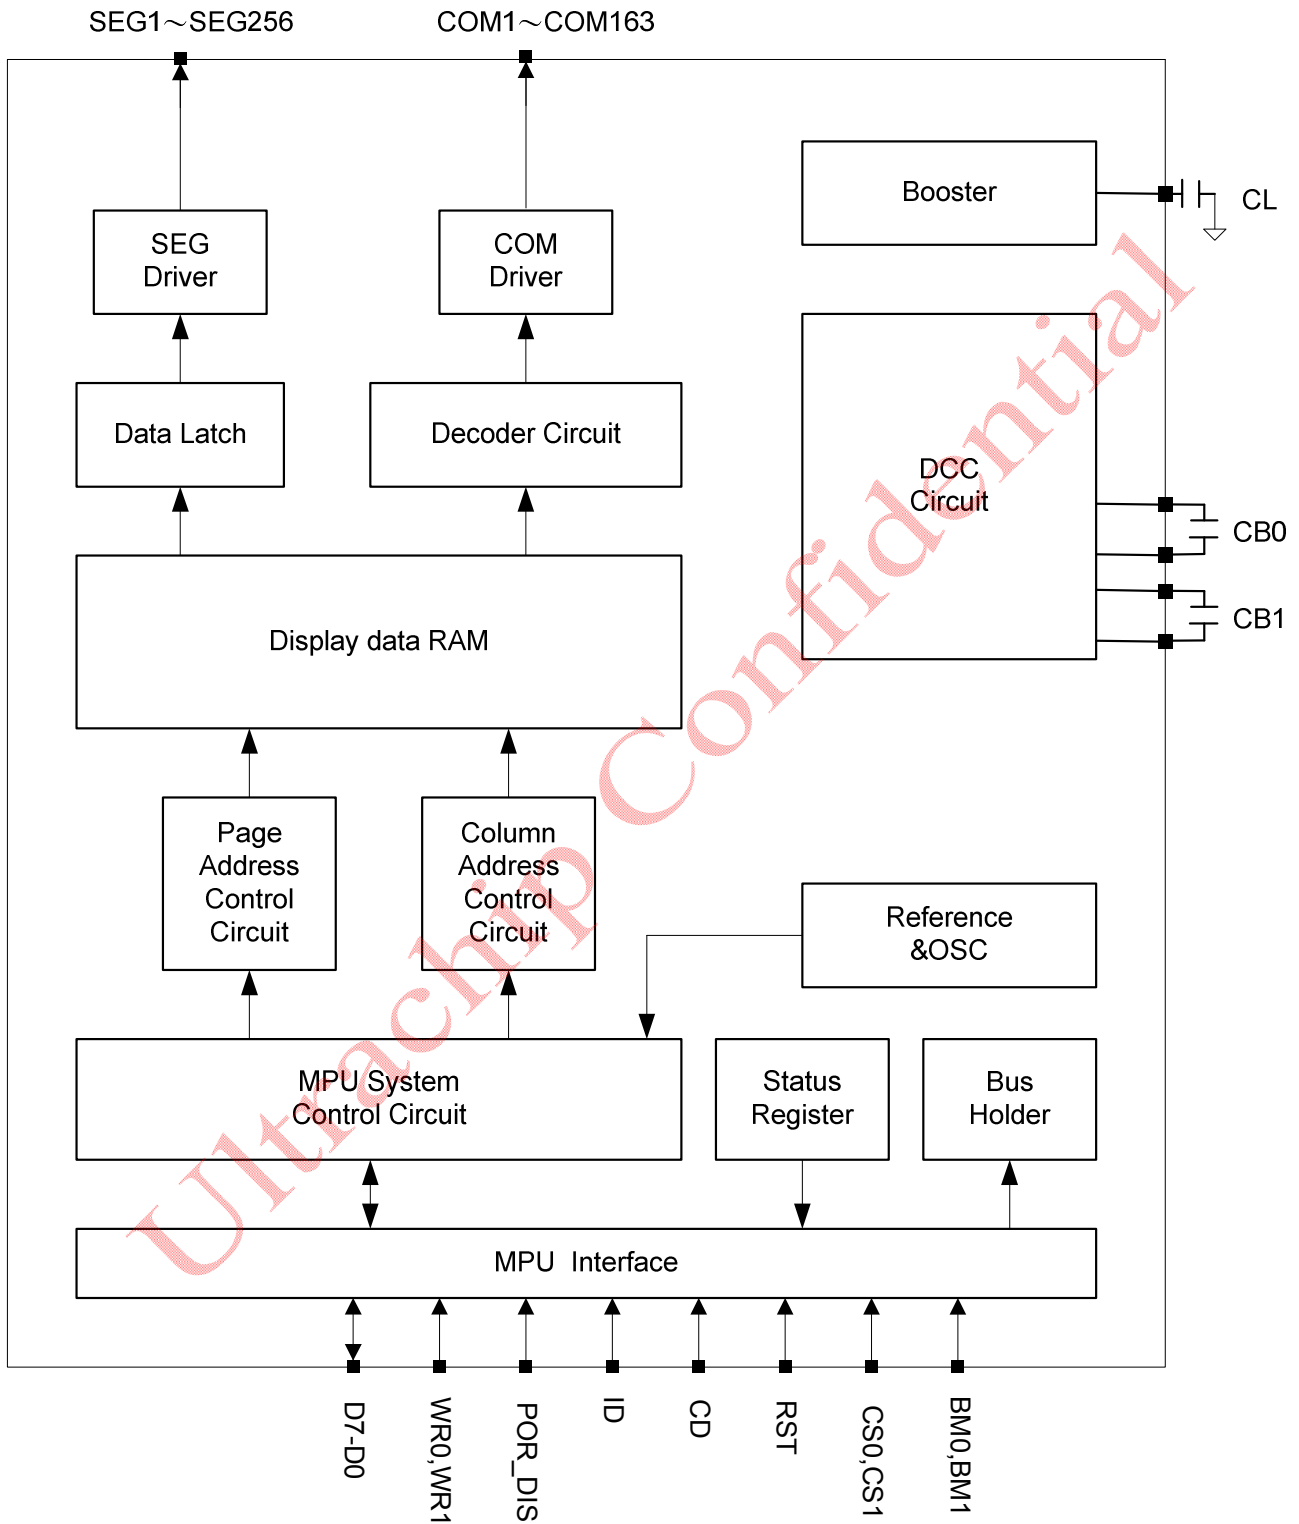 SEG1～SEG256
COM1～COM163
Booster
CL
SEG
Driver
COM
Driver
Data Latch
Decoder Circuit
DCC
Circuit
CB0
CB1
Display data RAM
Page
Address
Control
Circuit
Column
Address
Control
Circuit
Reference
&OSC
MPU System
Control Circuit
Status
Register
Bus
Holder
MPU  Interface
D7-D0
WR0,WR1
POR_DIS
ID
CD
RST
CS0,CS1
BM0,BM1
Ultrachip Confidential